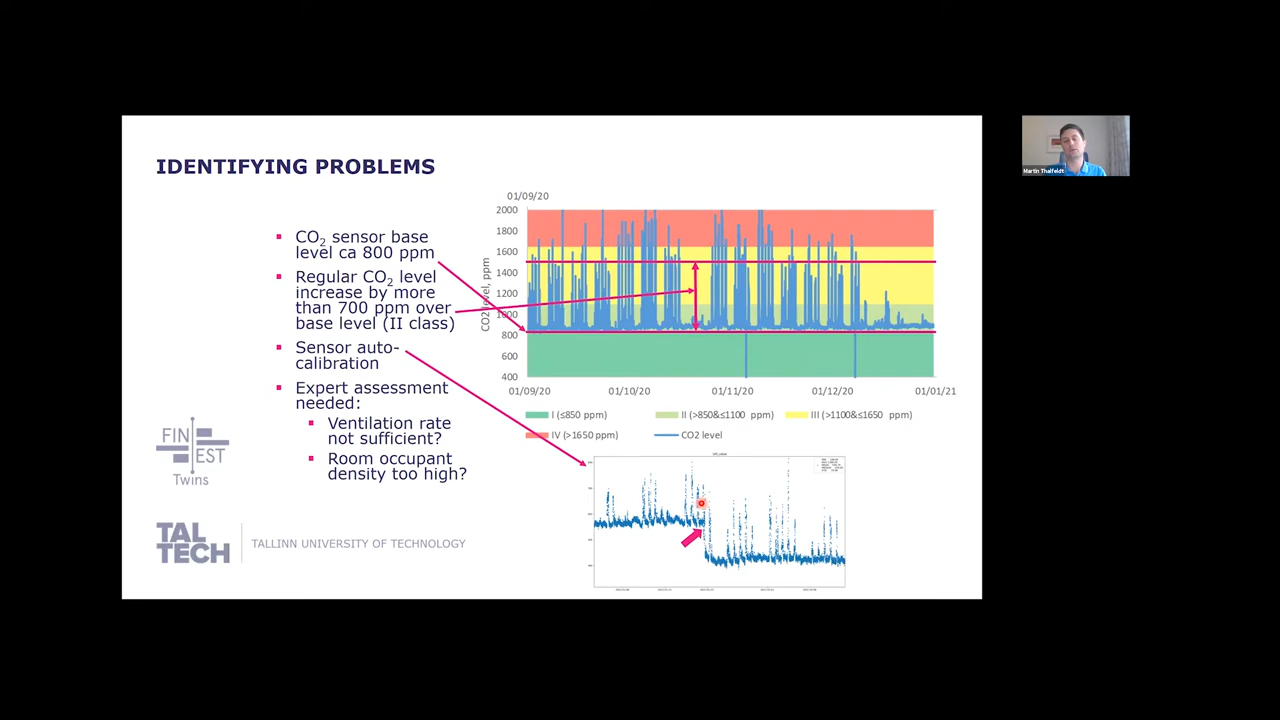 IDENTIFYING PROBLEMS
CO2 sensor base
level ca 800 ppm
Regular CO2 level
increase by more
than 700 ppm over
base level (II class)
Sensor auto-
calibration
Expert assessment
needed:
Ventilation rate
not sufficient?
Room occupant
density too high?
FIN
EST
Twins
TAL
TECH
TALLINN UNIVERSITY OF TECHNOLOGY
01/09/20
2000
1800
1600
1400
1200
1000
800
600
400
CO2 level, ppm
01/09/20 01/10/20 01/11/20 01/12/20 01/01/21
I (≤850 ppm) II (>850&≤1100 ppm) III (>1100&≤1650 ppm)
IV (>1650 ppm) CO2 level
Martin Thalfeldt